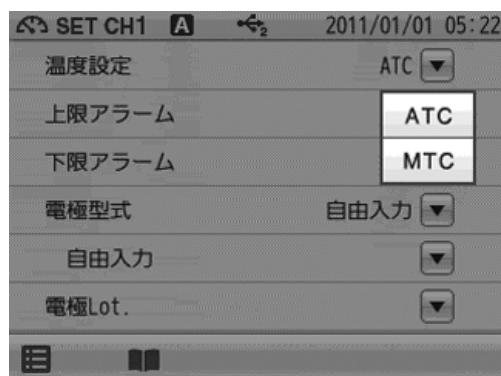 SET CH1 A 2 2011/01/01 05:22
温度設定 ATC
上限アラーム ATC
下限アラーム MTC
電極型式 自由入力
自由入力
電極Lot.